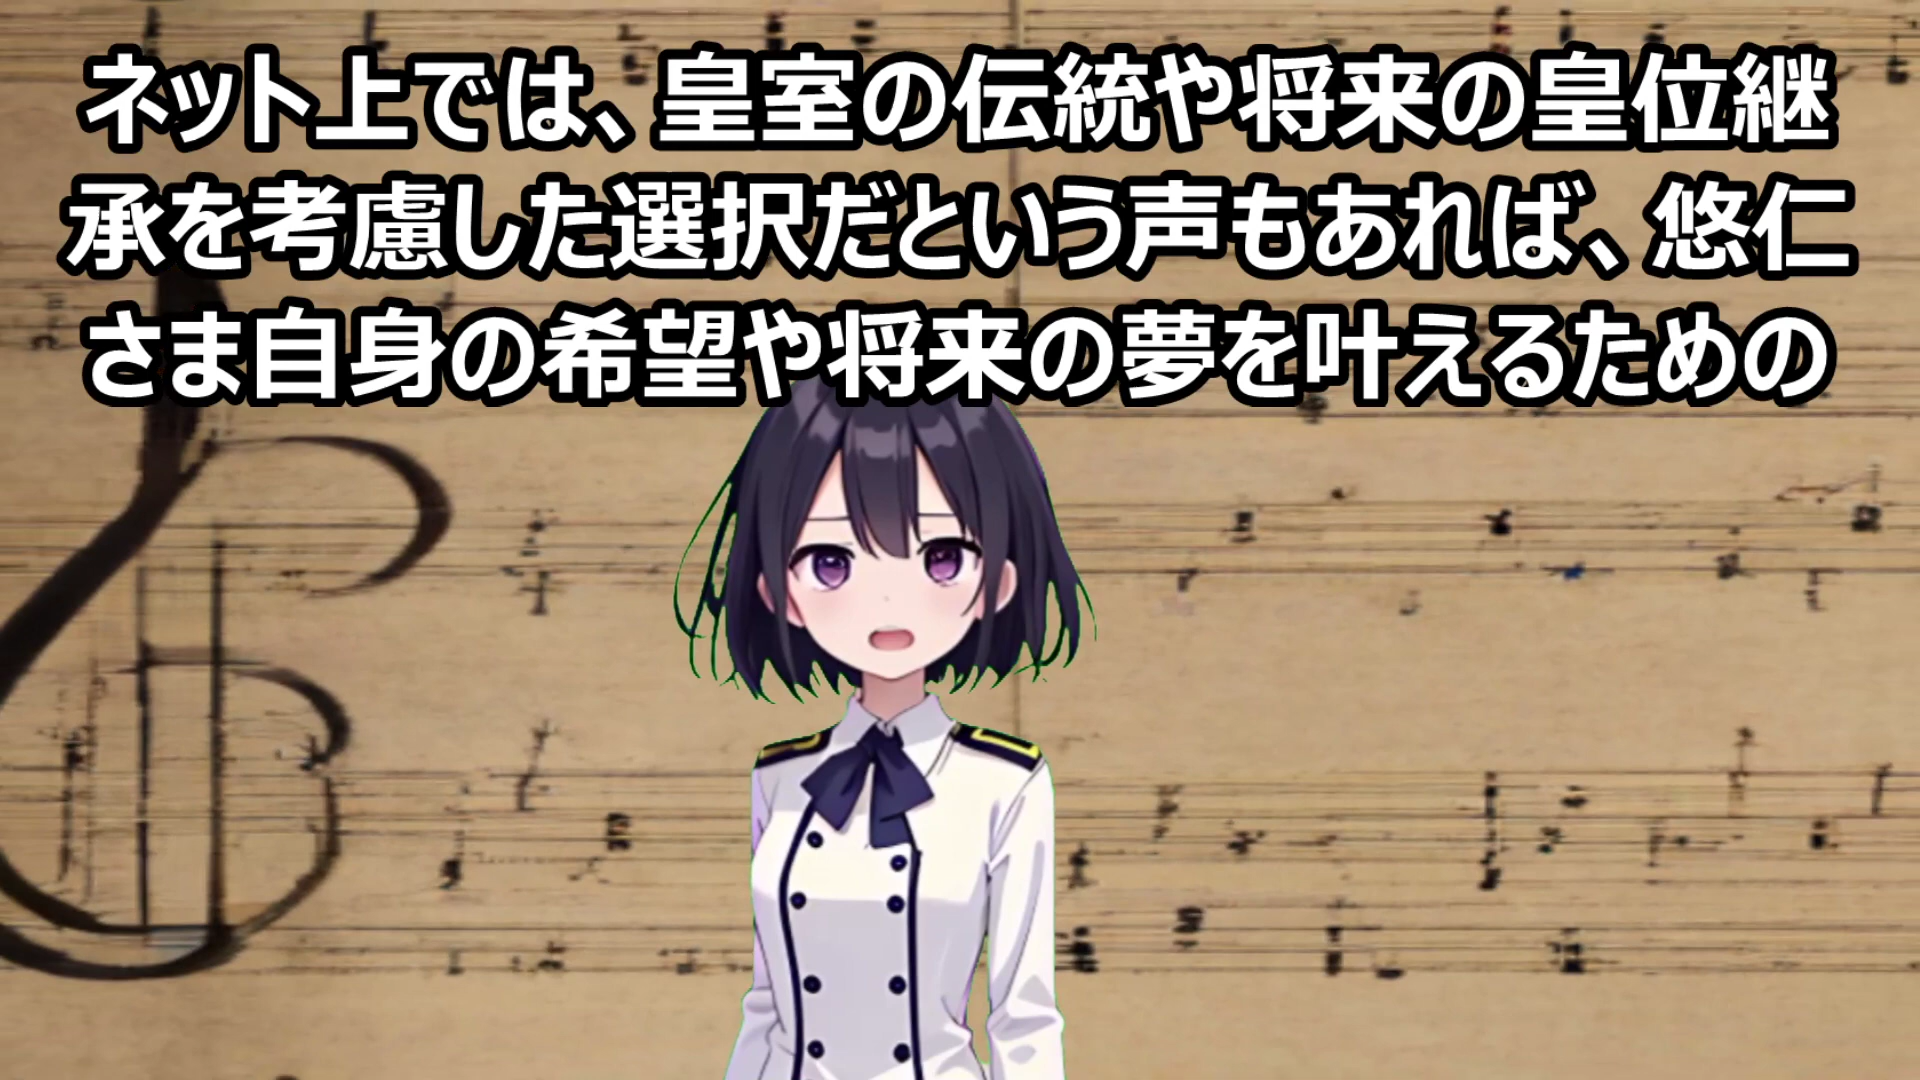 ネット上では、皇室の伝統や将来の皇位継
承を考慮した選択だという声もあれば、悠仁
さま自身の希望や将来の夢を叶えるための